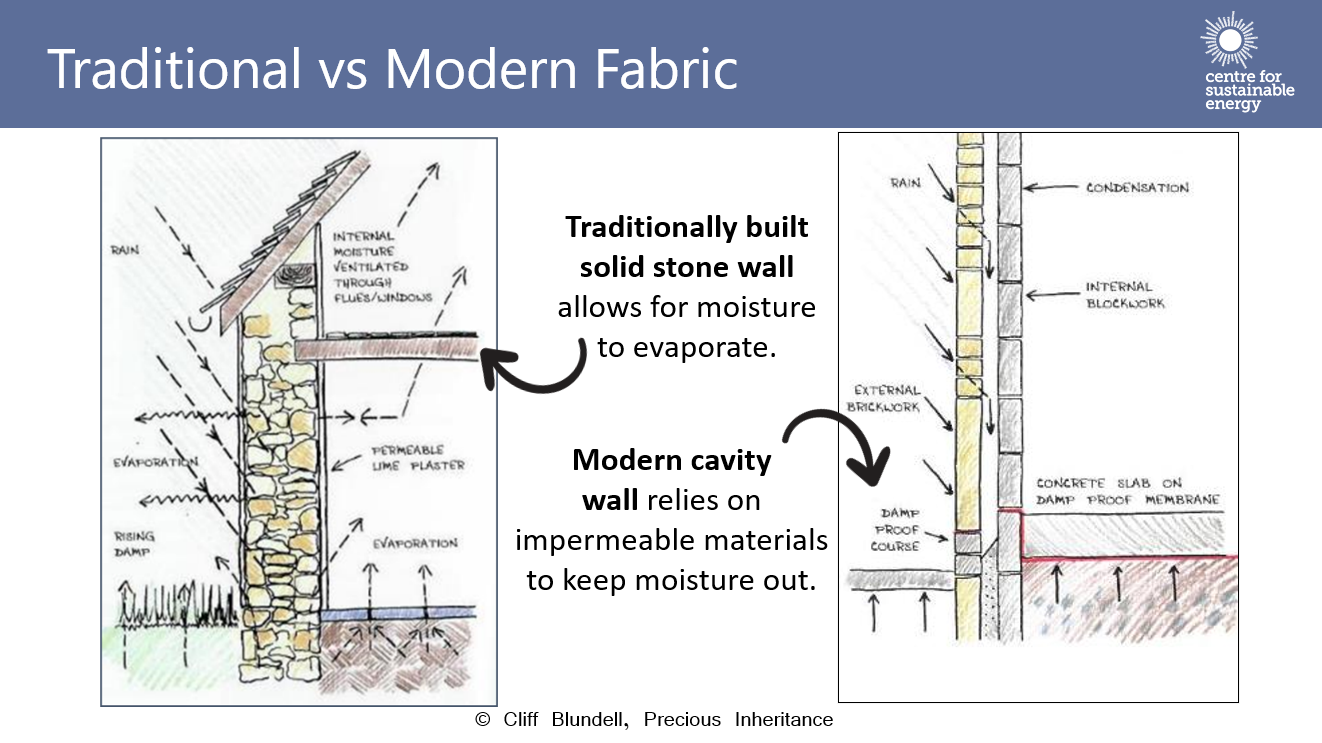 Traditional vs Modern Fabric
centre for
sustainable
energy
RAIN
INTERNAL
MOISTURE
VENTILATED
THROUGH
FLUES/WINDOWS
EVAPORATION
PERMEABLE
LIME PLASTER
RISING
DAMP
EVAPORATION
Traditionally built
solid stone wall
allows for moisture
to evaporate.
Modern cavity
wall relies on
impermeable materials
to keep moisture out.
RAIN
CONDENSATION
INTERNAL
BLOCKWORK
EXTERNAL
BRICKWORK
CONCRETE SLAB ON
DAMP PROOF MEMBRANE
DAMP
PROOF
COURSE
© Cliff Blundell, Precious Inheritance